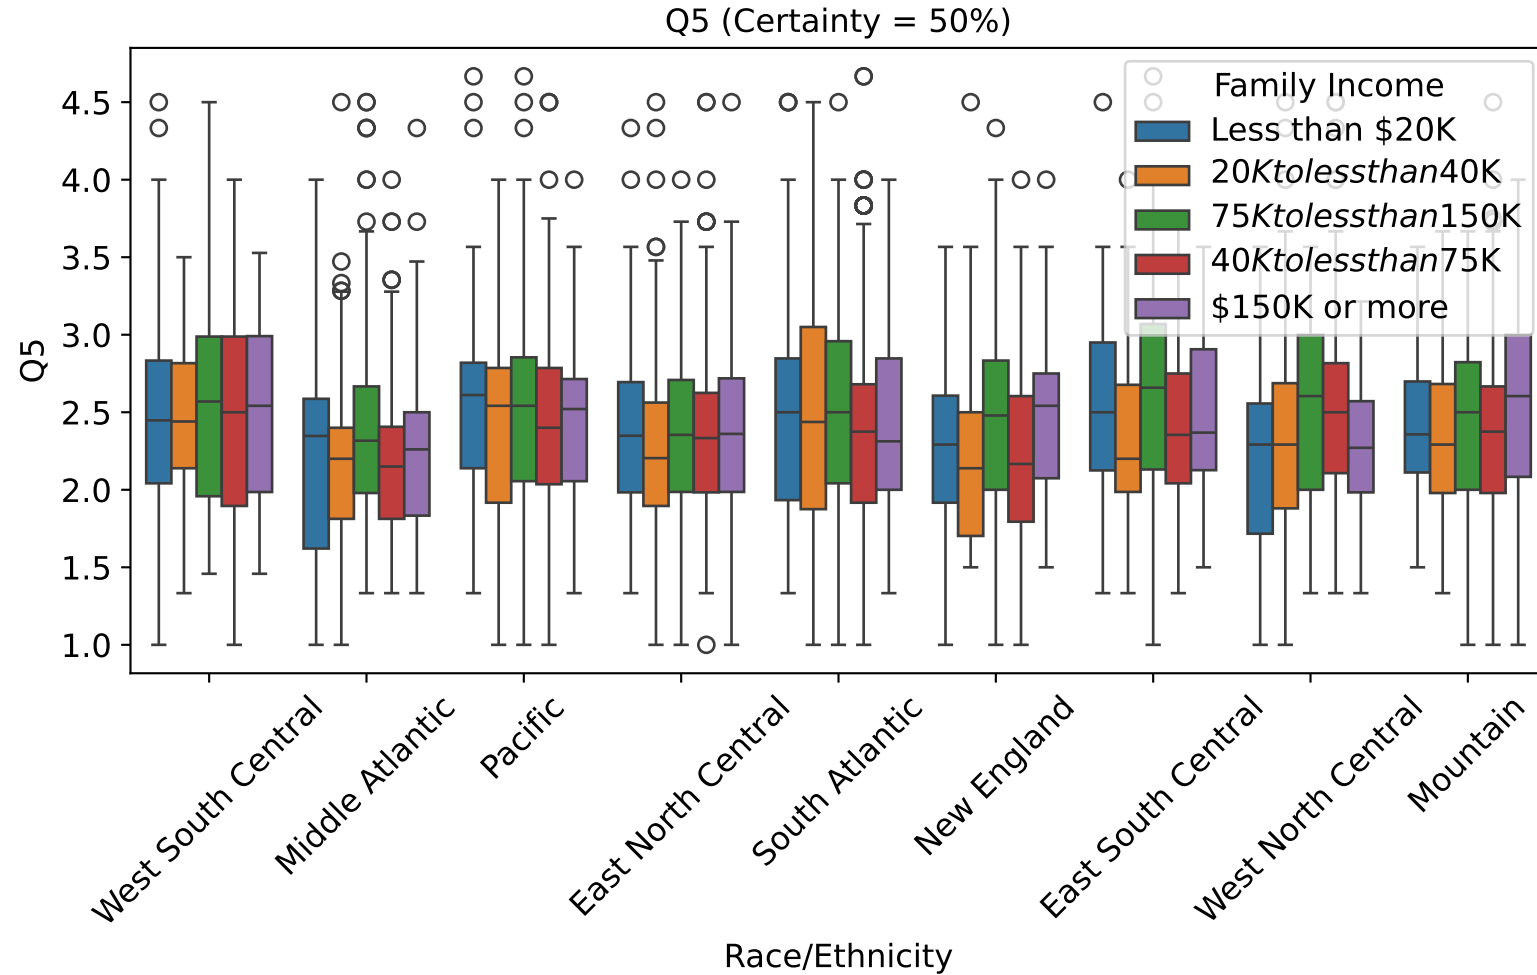 Q5 (Certainty = 50%)
Q5
4.5
4.0
3.5
3.0
2.5
2.0
1.5
1.0
Family Income
Less than $20K
20Ktolessthan40K
75Ktolessthan150K
40Ktolessthan75K
$150K or more
West South Central
Middle Atlantic
Pacific
East North Central
South Atlantic
New England
East South Central
West North Central
Mountain
Race/Ethnicity